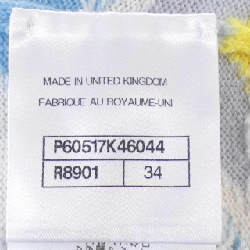 MADE IN UNITED KINGDOM
FABRIQUE AU ROYAUME-UNI
P60517K46044
R8901 34